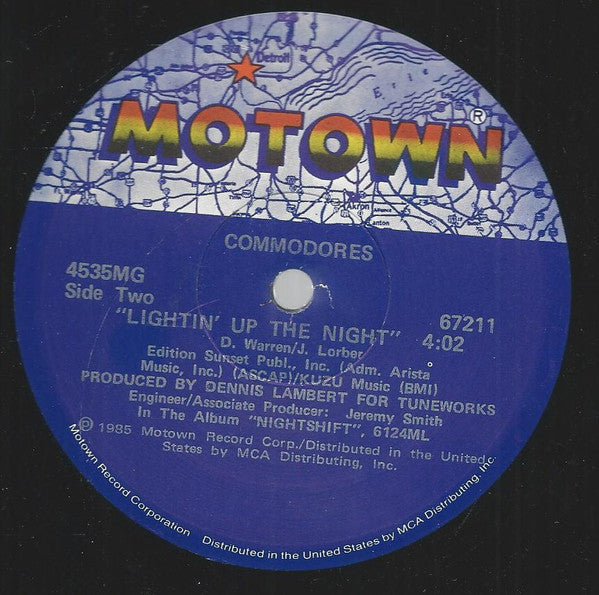 Detroit
Erie
MOTOWN®
Akron
Canton
COMMODORES
4535MG
Side Two
67211
"LIGHTIN' UP THE NIGHT" 4:02
D. Warren/J. Lorber
Edition Sunset Publ., Inc. (Adm. Arista
Music, Inc.) (ASCAP)/KUZU Music (BMI)
PRODUCED BY DENNIS LAMBERT FOR TUNEWORKS
Engineer/Associate Producer: Jeremy Smith
In The Album "NIGHTSHIFT", 6124ML
℗ 1985 Motown Record Corp./Distributed in the United
States by MCA Distributing, Inc.
Motown Record Corporation Distributed in the United States by MCA Distributing, Inc.